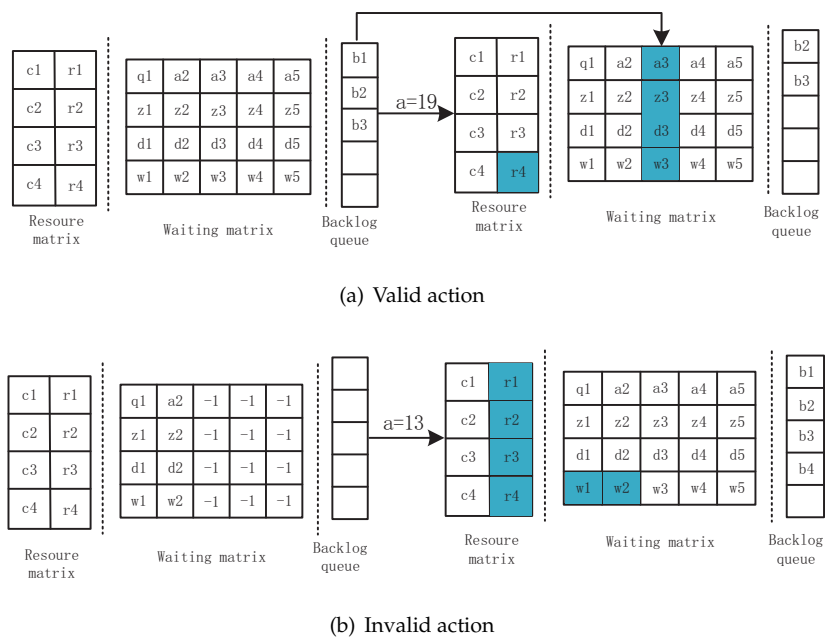 c1 r1
c2 r2
c3 r3
c4 r4
Resoure
matrix
q1 a2 a3 a4 a5
z1 z2 z3 z4 z5
d1 d2 d3 d4 d5
w1 w2 w3 w4 w5
Waiting matrix
b1
b2
b3
Backlog
queue
a=19
c1 r1
c2 r2
c3 r3
c4 r4
Resoure
matrix
q1 a2 a3 a4 a5
z1 z2 z3 z4 z5
d1 d2 d3 d4 d5
w1 w2 w3 w4 w5
Waiting matrix
b2
b3
Backlog
queue
(a) Valid action
c1 r1
c2 r2
c3 r3
c4 r4
Resoure
matrix
q1 a2 -1 -1 -1
z1 z2 -1 -1 -1
d1 d2 -1 -1 -1
w1 w2 -1 -1 -1
Waiting matrix
Backlog
queue
a=13
c1 r1
c2 r2
c3 r3
c4 r4
Resoure
matrix
q1 a2 a3 a4 a5
z1 z2 z3 z4 z5
d1 d2 d3 d4 d5
w1 w2 w3 w4 w5
Waiting matrix
b1
b2
b3
b4
Backlog
queue
(b) Invalid action